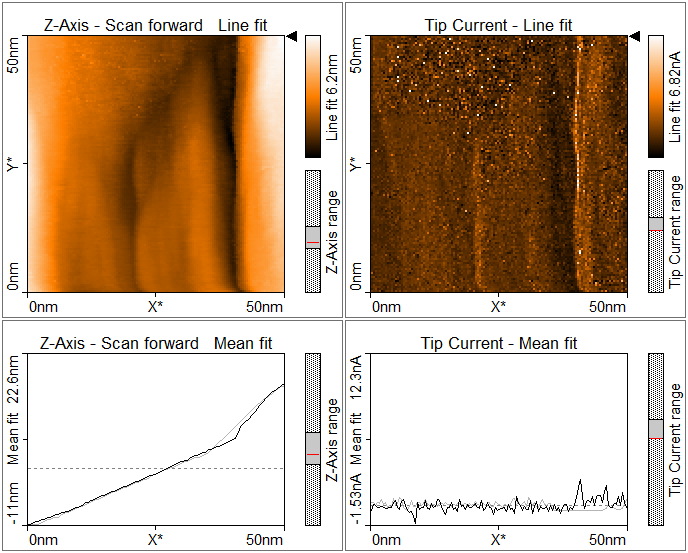 Z-Axis - Scan forward Line fit
50nm
Y*
0nm
0nm X* 50nm
Line fit 6.2nm
Z-Axis range
Tip Current - Line fit
50nm
Y*
0nm
0nm X* 50nm
Line fit 6.82nA
Tip Current range
Z-Axis - Scan forward Mean fit
-11nm Mean fit 22.6nm
0nm X* 50nm
Z-Axis range
Tip Current - Mean fit
-1.53nA Mean fit 12.3nA
0nm X* 50nm
Tip Current range